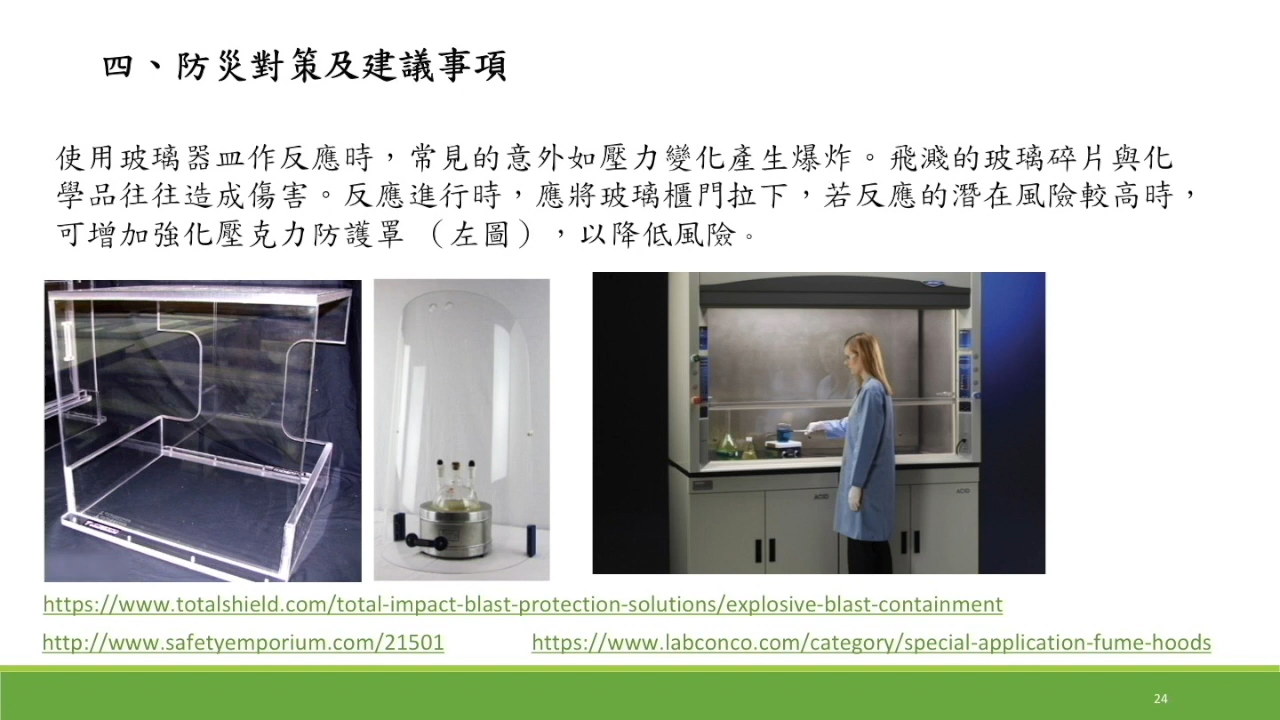 四、防災對策及建議事項
使用玻璃器皿作反應時，常見的意外如壓力變化產生爆炸。飛濺的玻璃碎片與化
學品往往造成傷害。反應進行時，應將玻璃櫃門拉下，若反應的潛在風險較高時，
可增加強化壓克力防護罩 （左圖），以降低風險。
ACID
ACID
https://www.totalshield.com/total-impact-blast-protection-solutions/explosive-blast-containment
http://www.safetyemporium.com/21501
https://www.labconco.com/category/special-application-fume-hoods
24